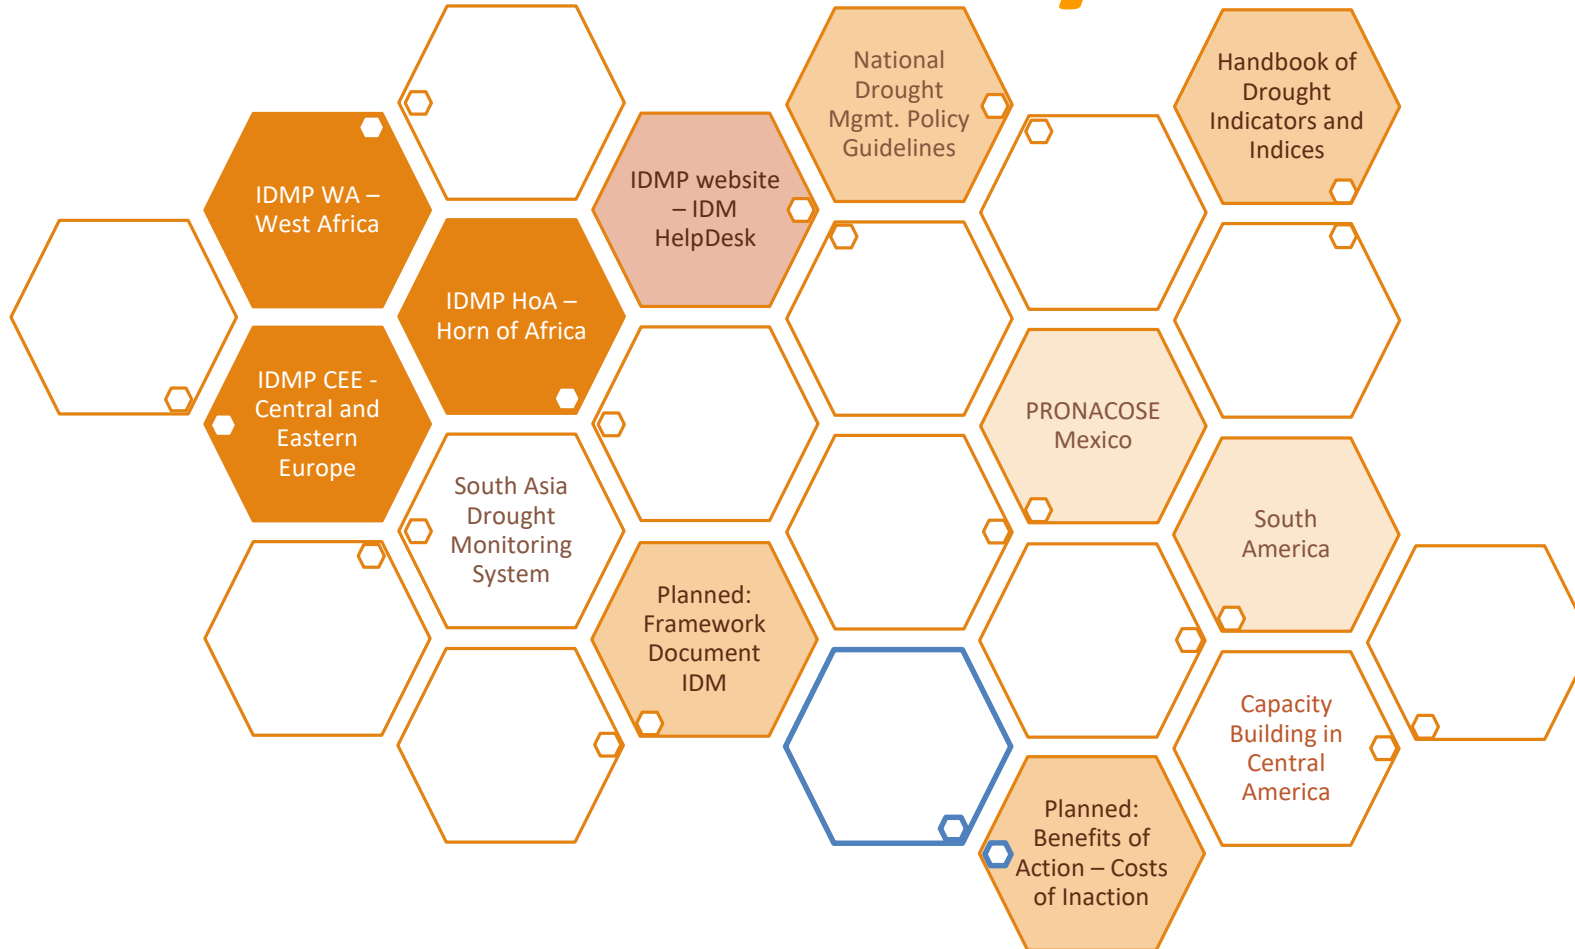 National
Drought
Mgmt. Policy
Guidelines
Handbook of
Drought
Indicators and
Indices
IDMP WA –
West Africa
IDMP website
– IDM
HelpDesk
IDMP HoA –
Horn of Africa
IDMP CEE -
Central and
Eastern
Europe
PRONACOSE
Mexico
South Asia
Drought
Monitoring
System
South
America
Planned:
Framework
Document
IDM
Capacity
Building in
Central
America
Planned:
Benefits of
Action – Costs
of Inaction